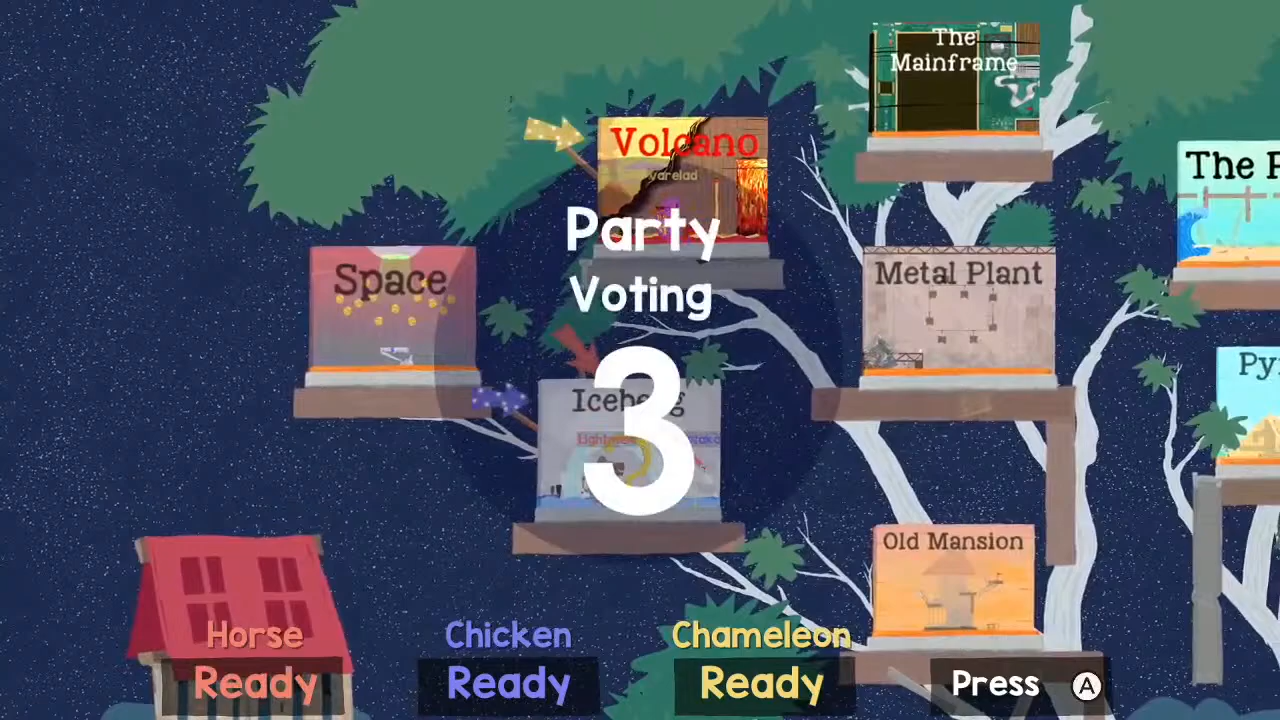 The
Mainframe
Volcano
The
Party
Voting
Space
Metal Plant
Iceberg
3
Old Mansion
Horse
Ready
Chicken
Ready
Chameleon
Ready
Press A